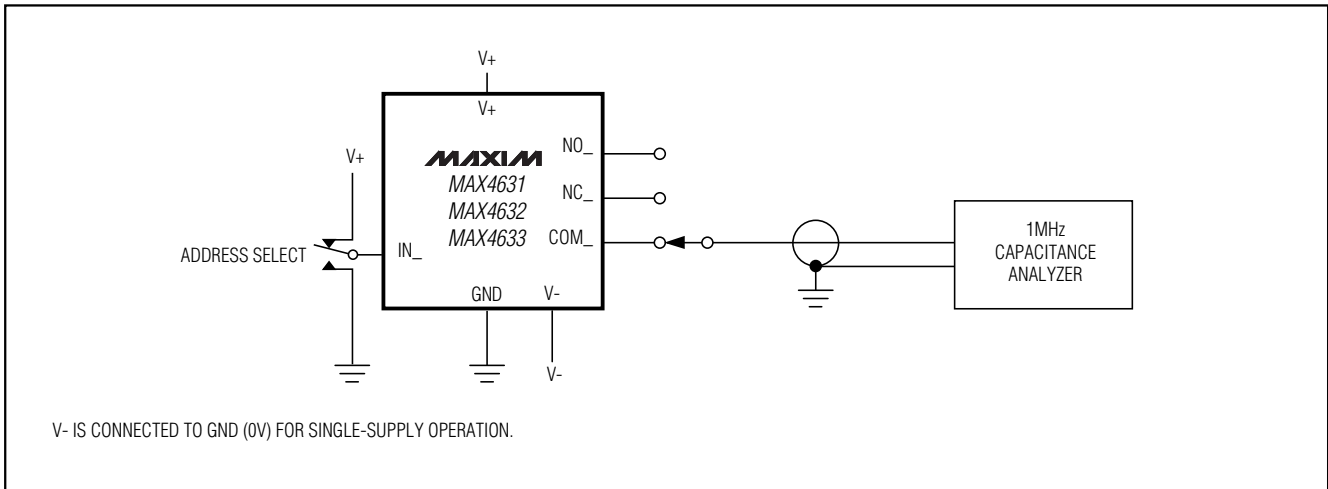 V+
V+
V+
MAXIM
MAX4631
MAX4632
MAX4633
NO_
NC_
COM_
ADDRESS SELECT
IN_
GND
V-
V-
1MHz
CAPACITANCE
ANALYZER
V- IS CONNECTED TO GND (0V) FOR SINGLE-SUPPLY OPERATION.